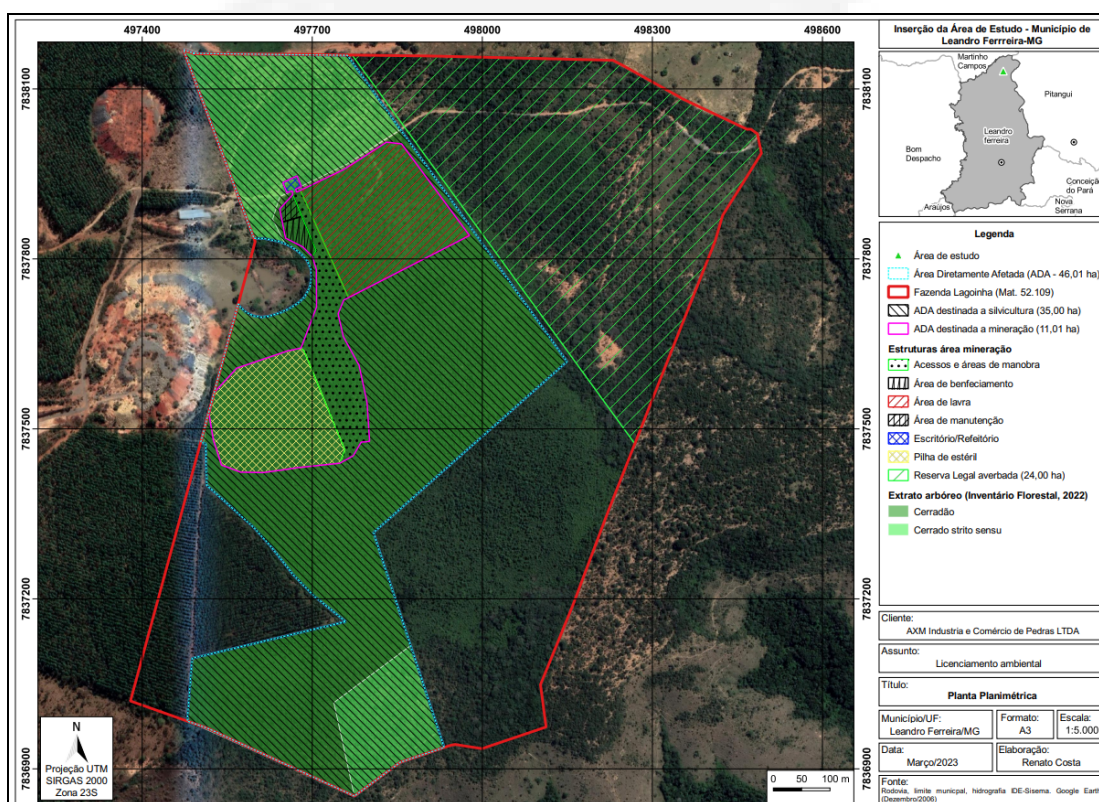 497400 497700 498000 498300 498600
7838100
7837800
7837500
7837200
7836900
7838100
7837800
7837500
7837200
7836900
N
Projeção UTM
SIRGAS 2000
Zona 23S
0 50 100 m
Inserção da Área de Estudo - Município de
Leandro Ferrreira-MG
Martinho
Campos
Pitangui
Leandro
ferreira
Bom
Despacho
Conceição
do Pará
Nova
Serrana
Araújos
Legenda
Área de estudo
Área Diretamente Afetada (ADA - 46,01 ha)
Fazenda Lagoinha (Mat. 52.109)
ADA destinada a silvicultura (35,00 ha)
ADA destinada a mineração (11,01 ha)
Estruturas área mineração
Acessos e áreas de manobra
Área de benfeciamento
Área de lavra
Área de manutenção
Escritório/Refeitório
Pilha de estéril
Reserva Legal averbada (24,00 ha)
Extrato arbóreo (Inventário Florestal, 2022)
Cerradão
Cerrado strito sensu
Cliente:
AXM Industria e Comércio de Pedras LTDA
Assunto:
Licenciamento ambiental
Título:
Planta Planimétrica
Município/UF:
Leandro Ferreira/MG
Formato:
A3
Escala:
1:5.000
Data:
Março/2023
Elaboração:
Renato Costa
Fonte:
Rodovia, limite municpal, hidrografia IDE-Sisema. Google Earth
(Dezembro/2006)